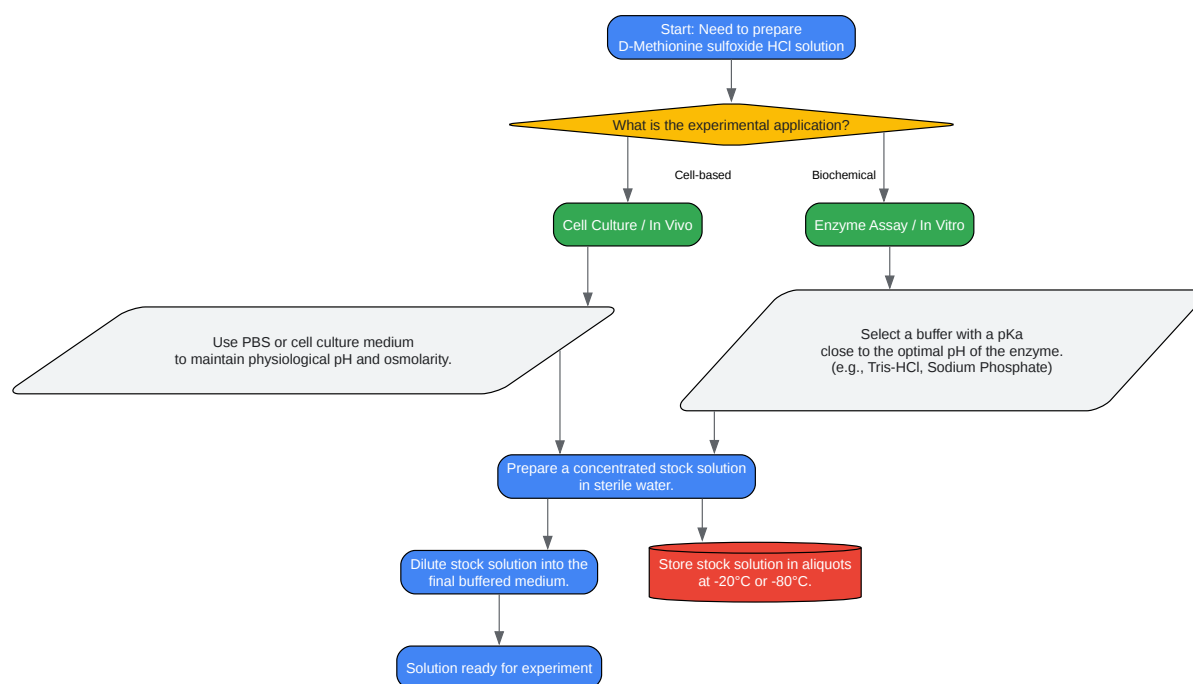 Start: Need to prepare
D-Methionine sulfoxide HCl solution
What is the experimental application?
Cell-based
Biochemical
Cell Culture / In Vivo
Enzyme Assay / In Vitro
Use PBS or cell culture medium
to maintain physiological pH and osmolarity.
Select a buffer with a pKa
close to the optimal pH of the enzyme.
(e.g., Tris-HCl, Sodium Phosphate)
Prepare a concentrated stock solution
in sterile water.
Dilute stock solution into the
final buffered medium.
Store stock solution in aliquots
at -20°C or -80°C.
Solution ready for experiment